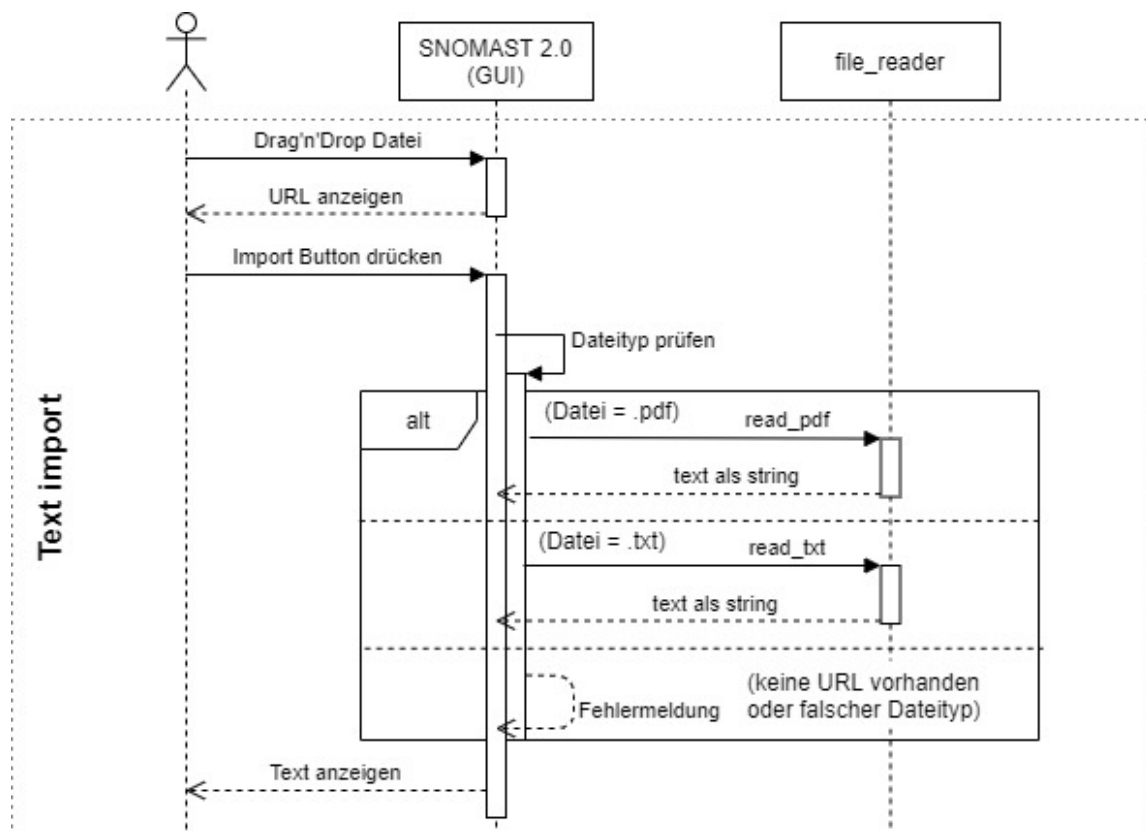 SNOMAST 2.0
(GUI)
file_reader
Drag'n'Drop Datei
URL anzeigen
Import Button drücken
Dateityp prüfen
Text import
alt
(Datei = .pdf)
read_pdf
text als string
(Datei = .txt)
read_txt
text als string
(keine URL vorhanden
oder falscher Dateityp)
Fehlermeldung
Text anzeigen